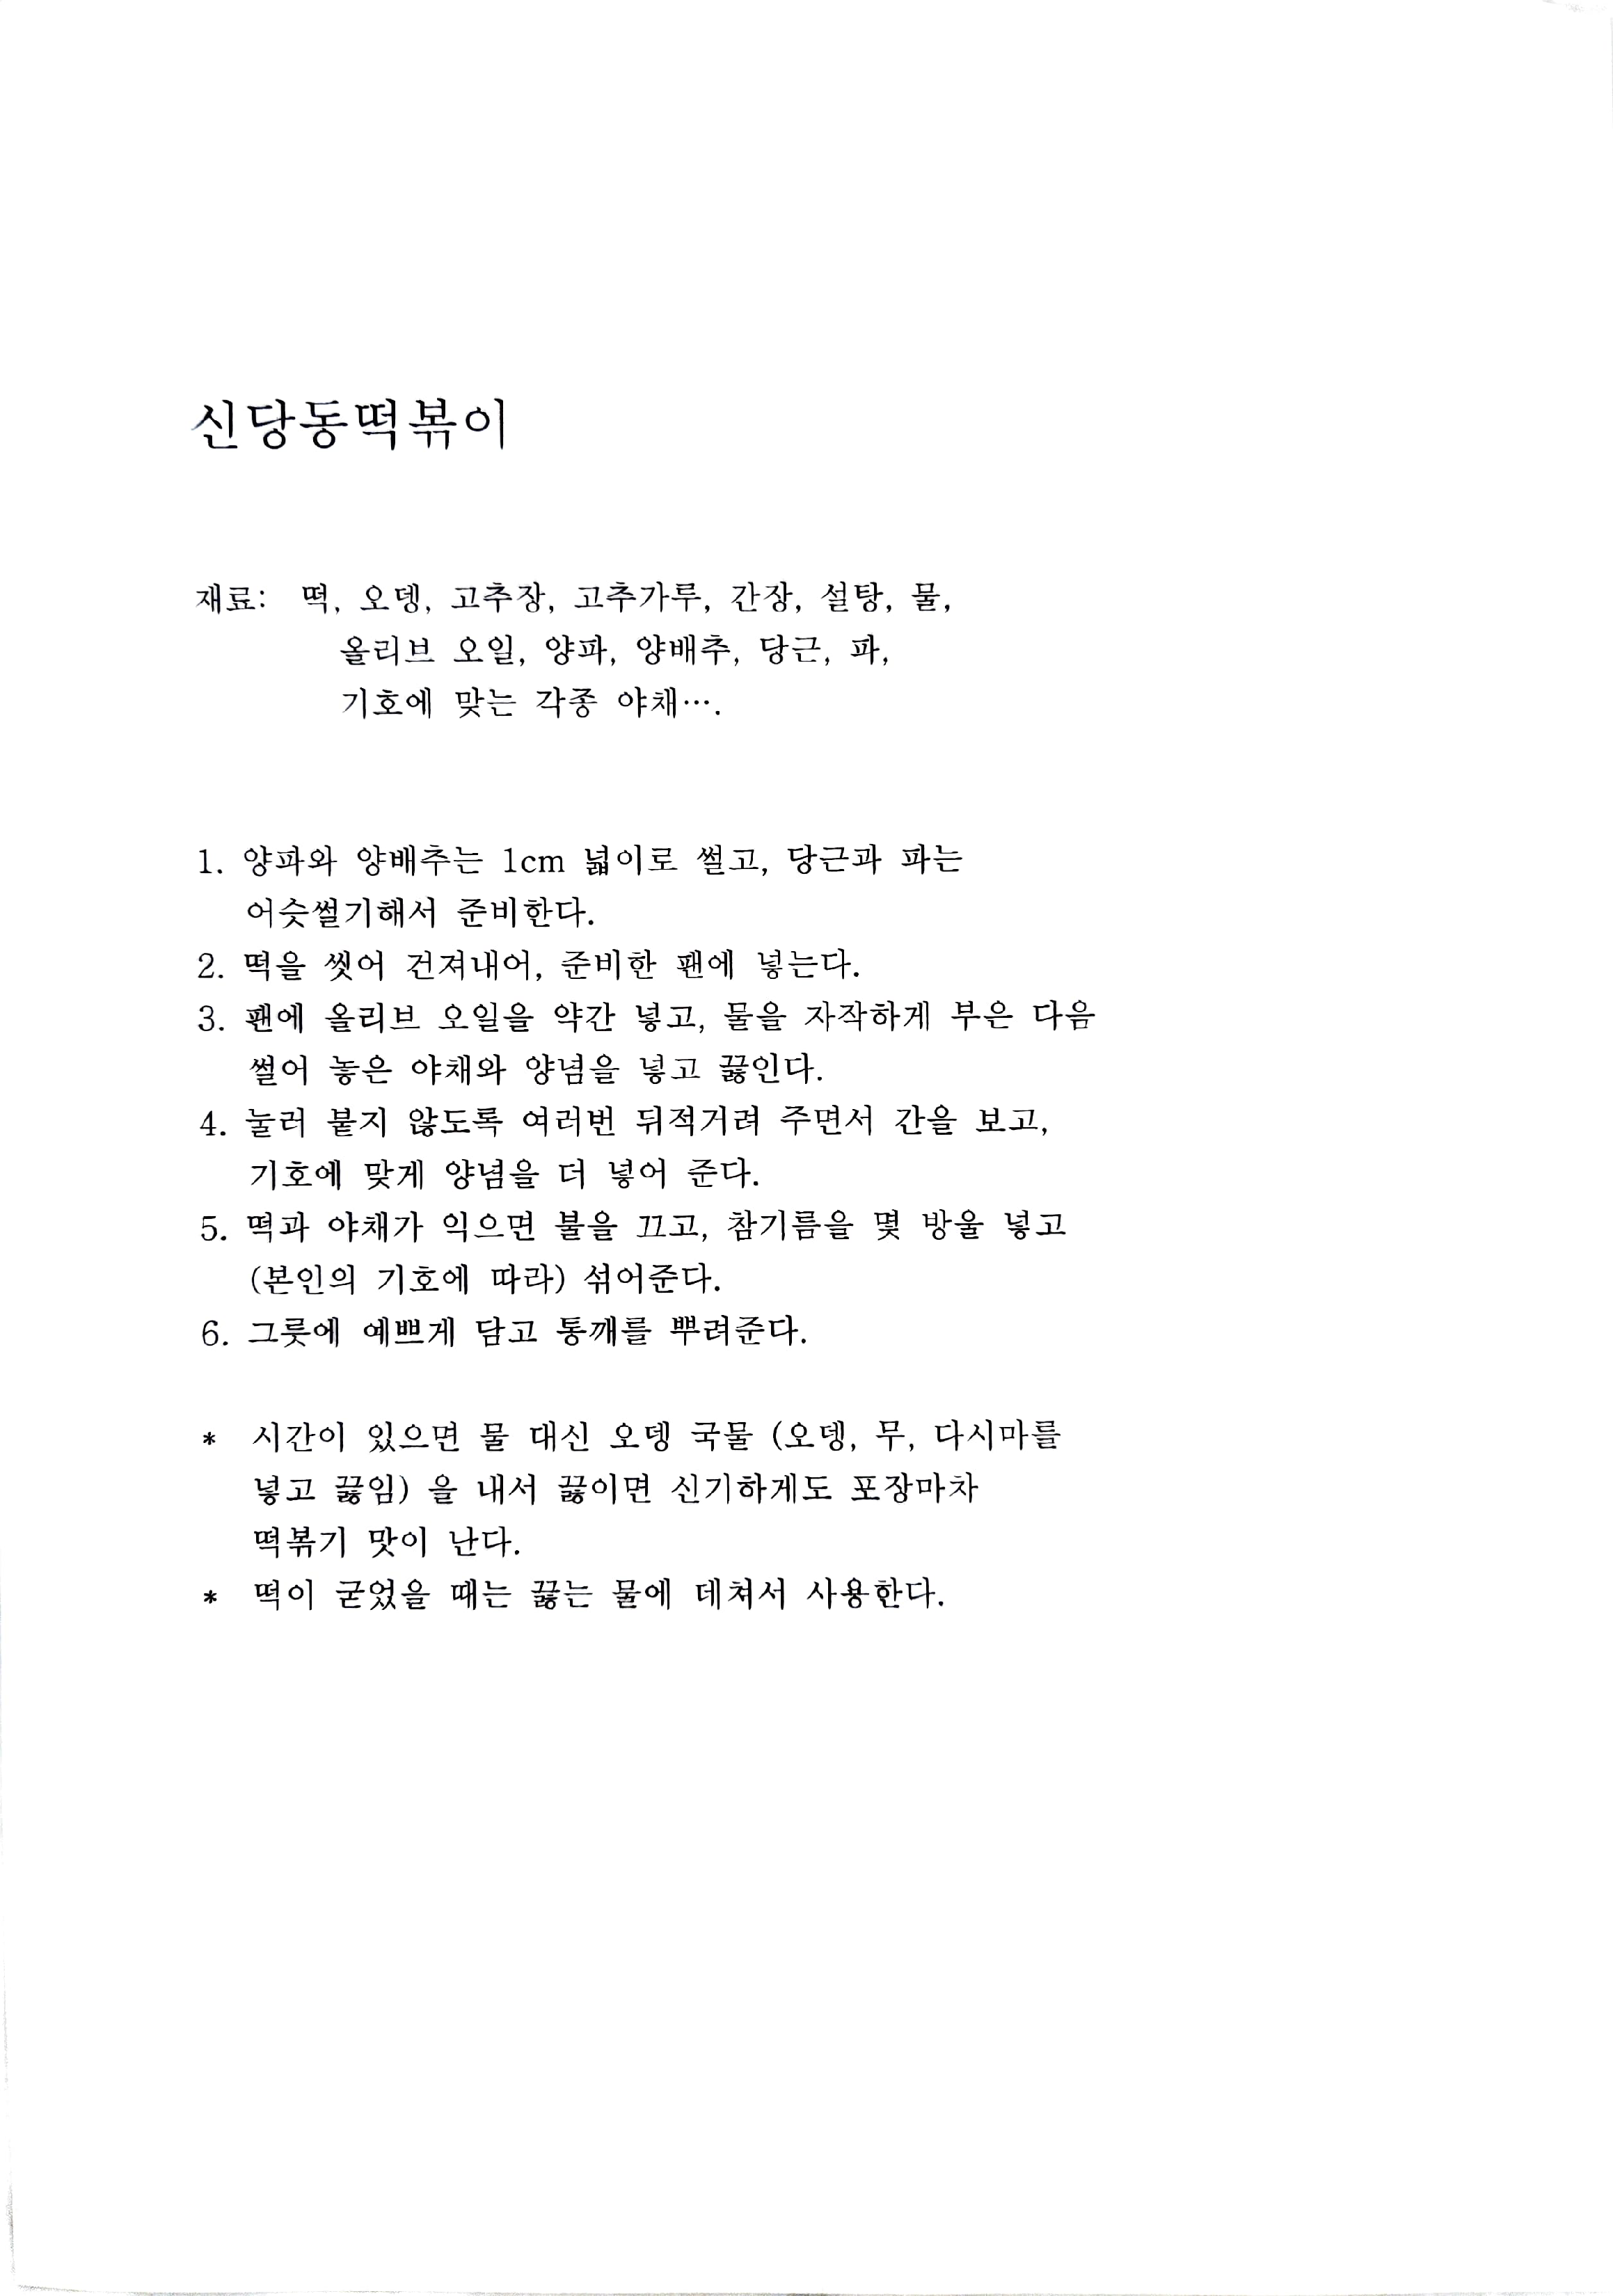 신당동떡볶이
재료: 떡, 오뎅, 고추장, 고추가루, 간장, 설탕, 물,
올리브 오일, 양파, 양배추, 당근, 파,
기호에 맞는 각종 야채….
1. 양파와 양배추는 1cm 넓이로 썰고, 당근과 파는
어슷썰기해서 준비한다.
2. 떡을 씻어 건져내어, 준비한 팬에 넣는다.
3. 팬에 올리브 오일을 약간 넣고, 물을 자작하게 부은 다음
썰어 놓은 야채와 양념을 넣고 끓인다.
4. 눌러 붙지 않도록 여러번 뒤적거려 주면서 간을 보고,
기호에 맞게 양념을 더 넣어 준다.
5. 떡과 야채가 익으면 불을 끄고, 참기름을 몇 방울 넣고
(본인의 기호에 따라) 섞어준다.
6. 그릇에 예쁘게 담고 통깨를 뿌려준다.
* 시간이 있으면 물 대신 오뎅 국물 (오뎅, 무, 다시마를
넣고 끓임) 을 내서 끓이면 신기하게도 포장마차
떡볶기 맛이 난다.
* 떡이 굳었을 때는 끓는 물에 데쳐서 사용한다.